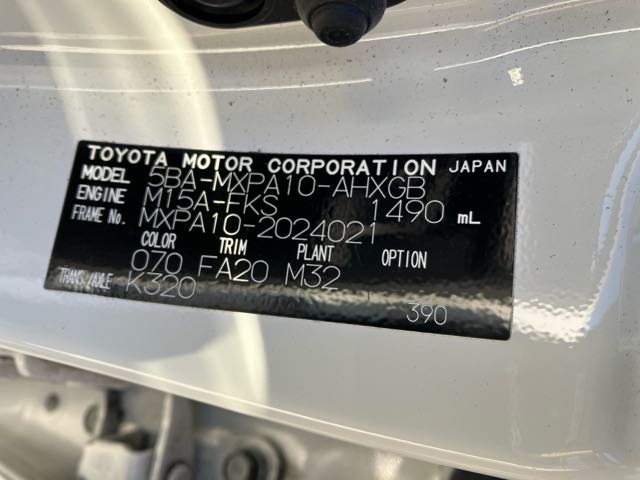 TOYOTA MOTOR CORPORATION JAPAN
MODEL 5BA-MXPA10-AHXGB
ENGINE M15A-FKS 1490 mL
FRAME No. MXPA10-2024021
COLOR TRIM PLANT OPTION
070 FA20 M32
TRANS./AXLE K320
390